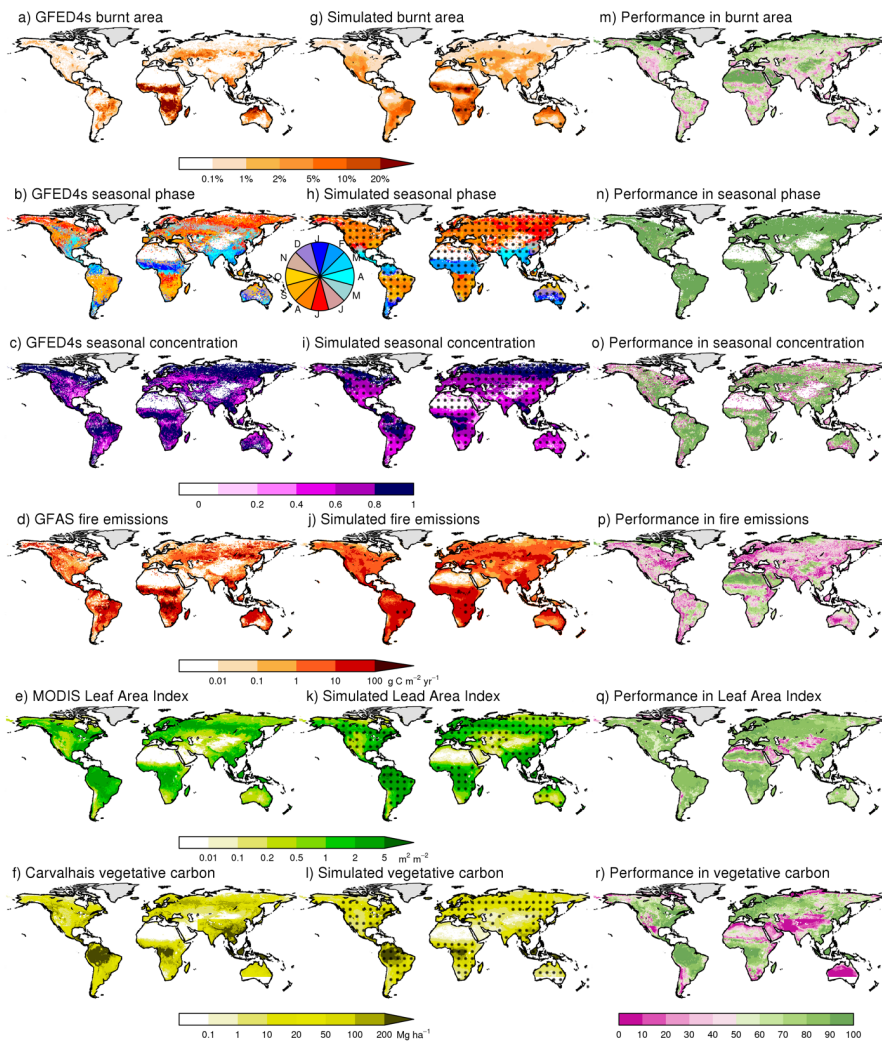 a) GFED4s burnt area
g) Simulated burnt area
m) Performance in burnt area
0.1% 1% 2% 5% 10% 20%
b) GFED4s seasonal phase
h) Simulated seasonal phase
n) Performance in seasonal phase
D J F
N M
O A
S M
A J J
c) GFED4s seasonal concentration
i) Simulated seasonal concentration
o) Performance in seasonal concentration
0 0.2 0.4 0.6 0.8 1
d) GFAS fire emissions
j) Simulated fire emissions
p) Performance in fire emissions
0.01 0.1 1 10 100 g C m⁻² yr⁻¹
e) MODIS Leaf Area Index
k) Simulated Lead Area Index
q) Performance in Leaf Area Index
0.01 0.1 0.2 0.5 1 2 5 m² m⁻²
f) Carvalhais vegetative carbon
l) Simulated vegetative carbon
r) Performance in vegetative carbon
0.1 1 10 20 50 100 200 Mg ha⁻¹
0 10 20 30 40 50 60 70 80 90 100